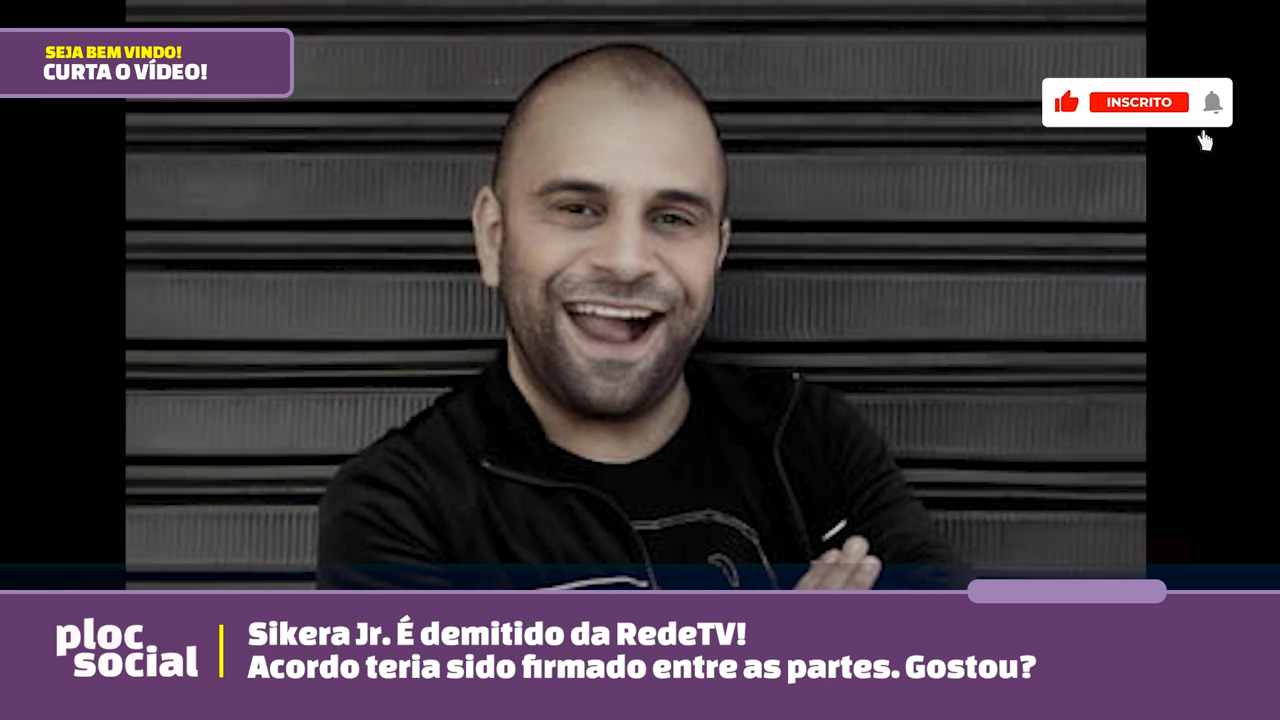 SEJA BEM VINDO!
CURTA O VÍDEO!
INSCRITO
ploc
social
Sikera Jr. É demitido da RedeTV!
Acordo teria sido firmado entre as partes. Gostou?